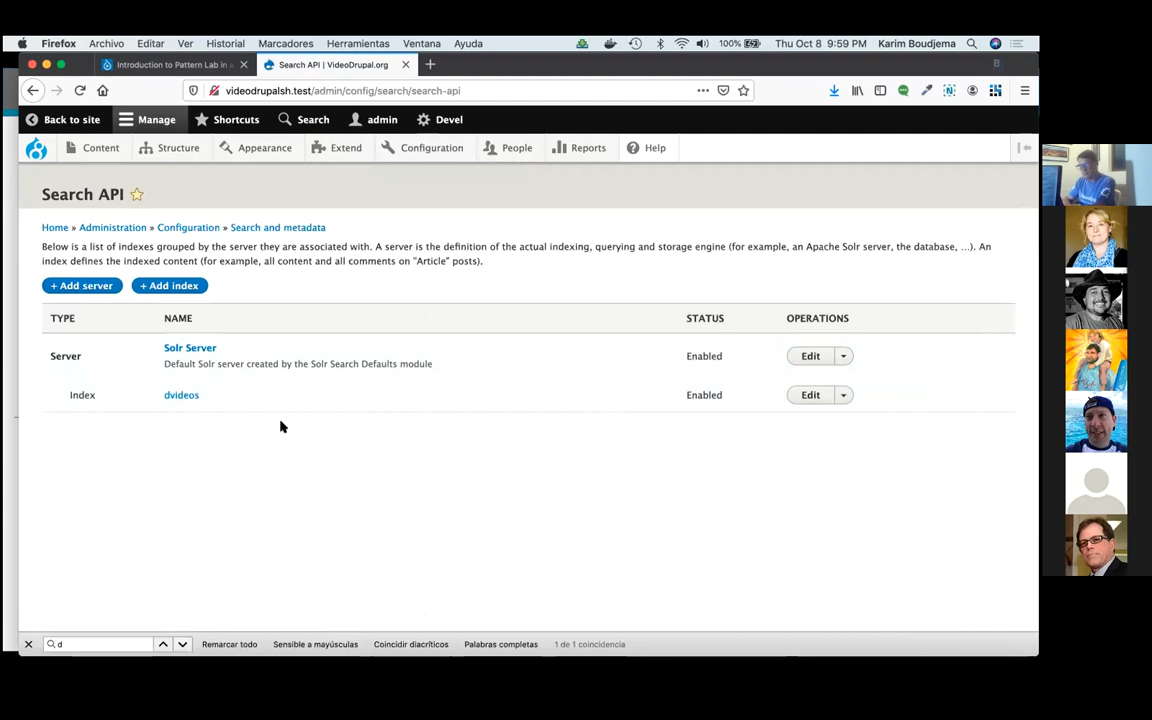 Firefox Archivo Editar Ver Historial Marcadores Herramientas Ventana Ayuda 100% Thu Oct 8 9:59 PM Karim Boudjema
Introduction to Pattern Lab in a Search API | VideoDrupal.org
videodrupalsh.test/admin/config/search/search-api
Back to site Manage Shortcuts Search admin Devel
Content Structure Appearance Extend Configuration People Reports Help
Search API
Home » Administration » Configuration » Search and metadata
Below is a list of indexes grouped by the server they are associated with. A server is the definition of the actual indexing, querying and storage engine (for example, an Apache Solr server, the database, ...). An
index defines the indexed content (for example, all content and all comments on "Article" posts).
+ Add server + Add index
TYPE NAME STATUS OPERATIONS
Server Solr Server Enabled Edit
Default Solr server created by the Solr Search Defaults module
Index dvideos Enabled Edit
d Remarcar todo Sensible a mayúsculas Coincidir diacríticos Palabras completas 1 de 1 coincidencia